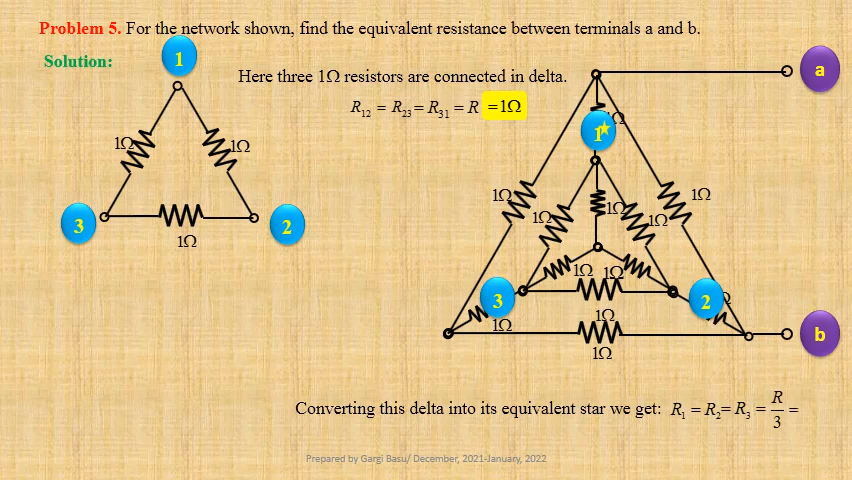 Problem 5. For the network shown, find the equivalent resistance between terminals a and b.
Solution:
1
Here three 1Ω resistors are connected in delta.
R12 = R23 = R31 = R =1Ω
1Ω
1Ω
3
2
1Ω
a
Ω
1
1Ω
1Ω
1Ω
1Ω
1Ω
1Ω
1Ω
3
2
Ω
1Ω
1Ω
1Ω
b
Converting this delta into its equivalent star we get: R1 = R2= R3 = R/3 =
Prepared by Gargi Basu/ December, 2021-January, 2022